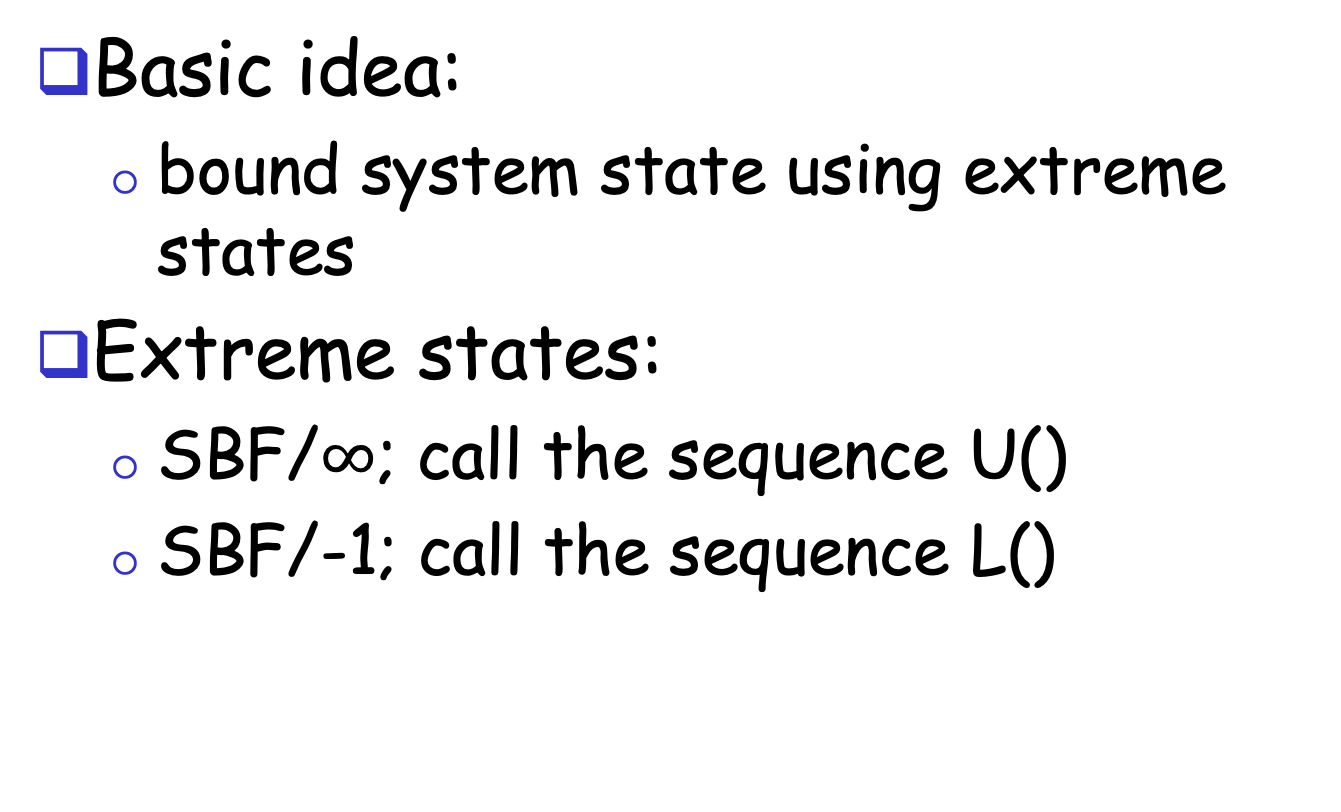 Basic idea:
bound system state using extreme
states
Extreme states:
SBF/∞; call the sequence U()
SBF/-1; call the sequence L()